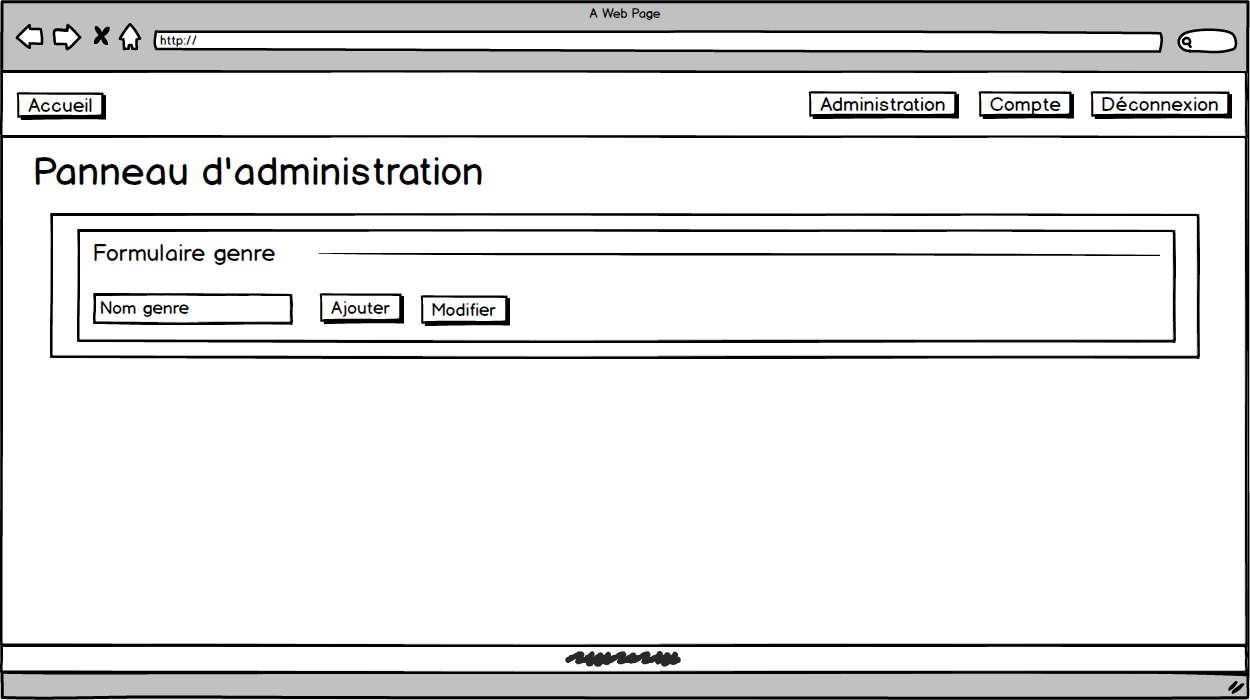 A Web Page
http://
Accueil
Administration
Compte
Déconnexion
Panneau d'administration
Formulaire genre
Nom genre
Ajouter
Modifier